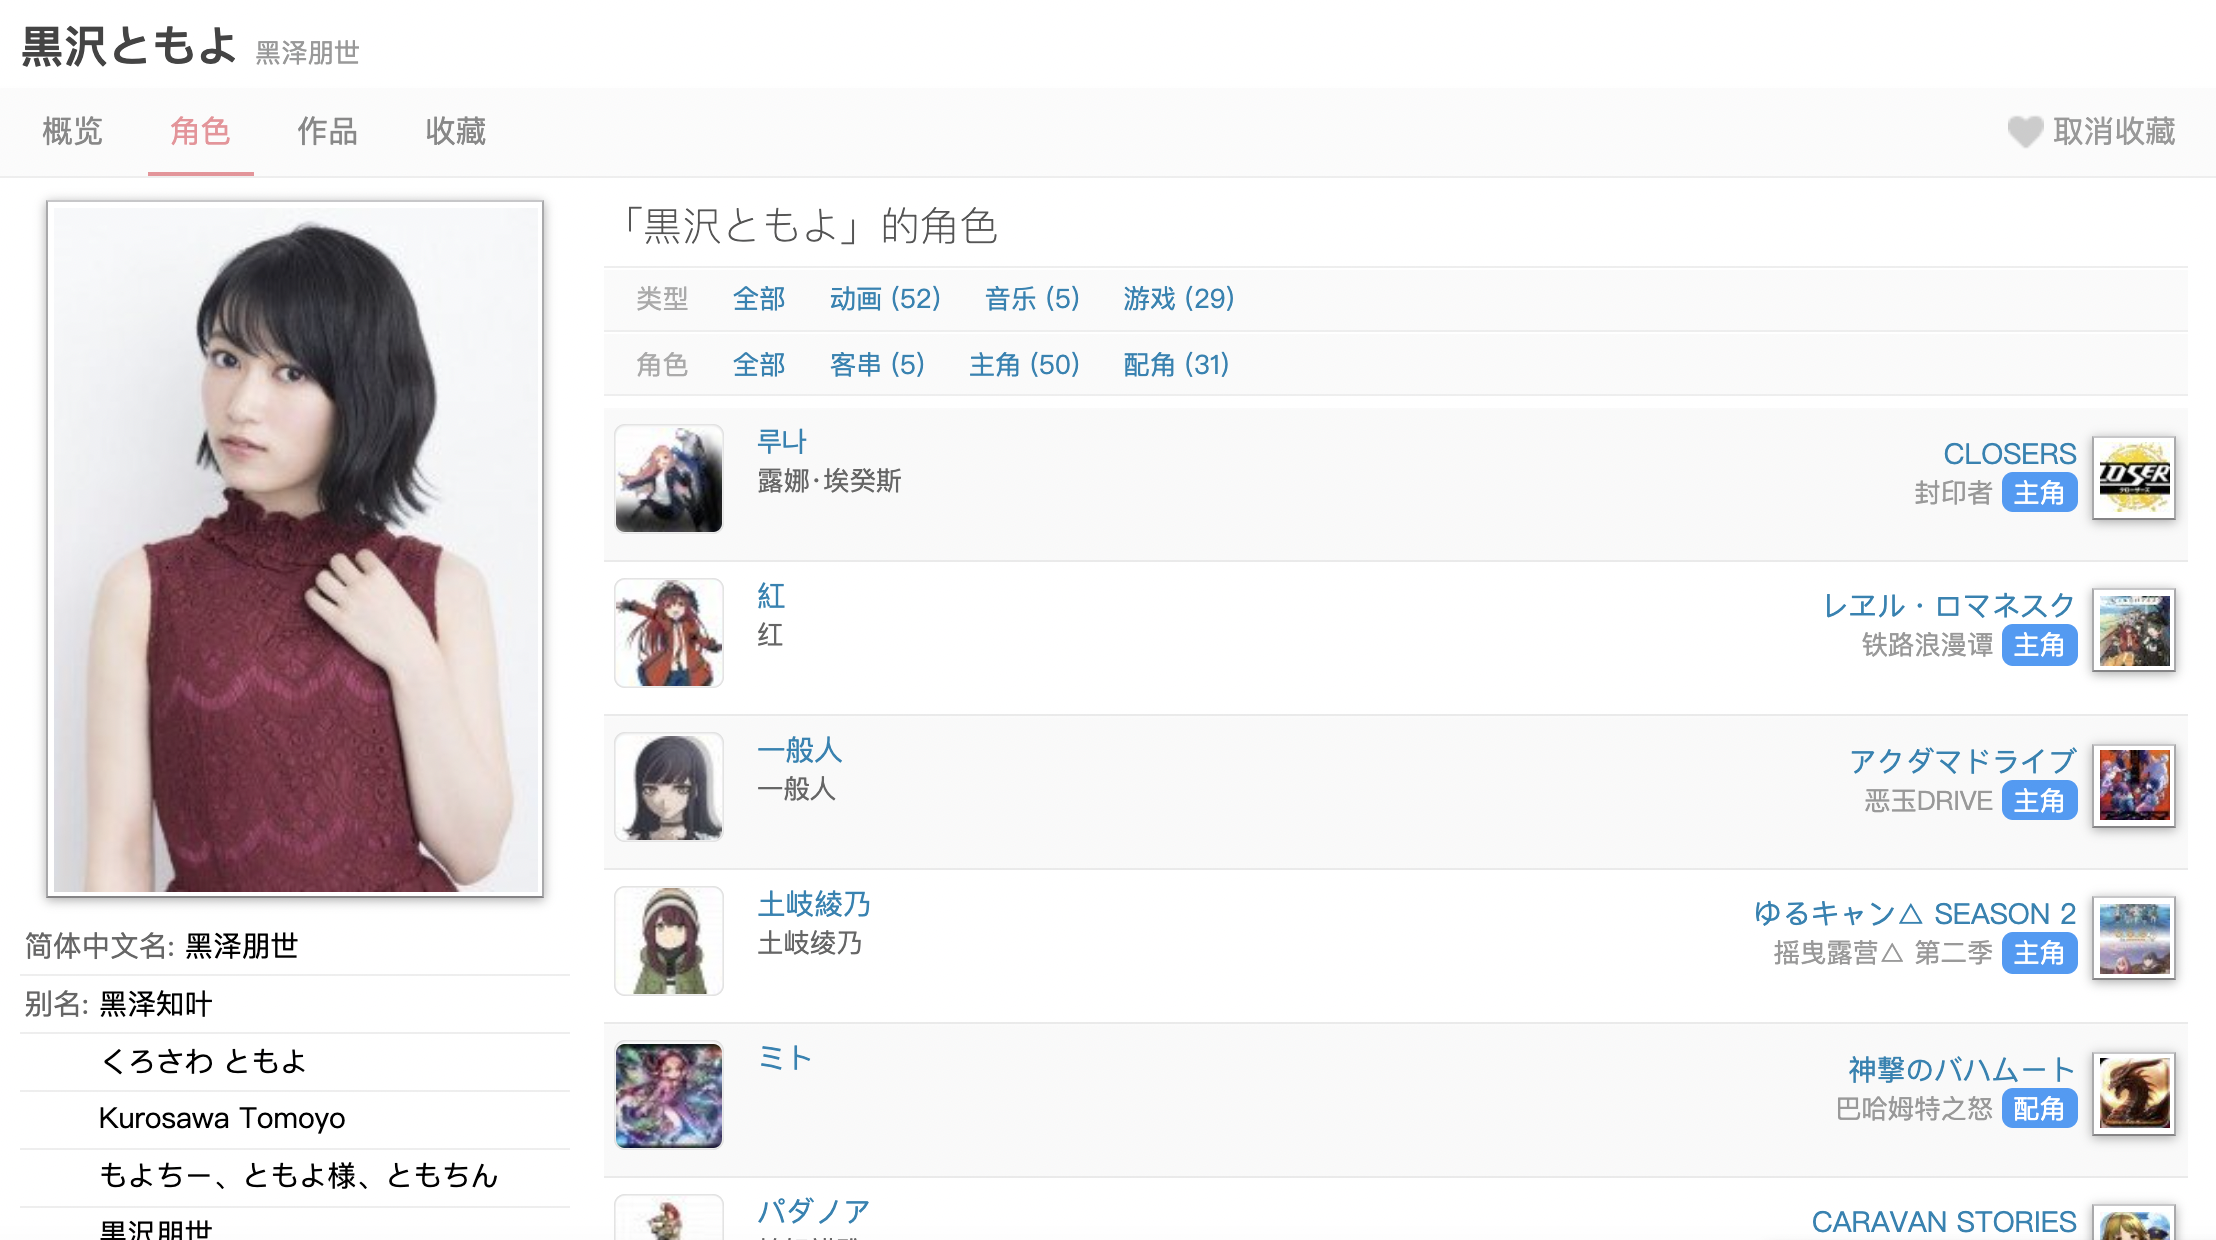 黒沢ともよ 黑泽朋世
概览 角色 作品 收藏 取消收藏
「黒沢ともよ」的角色
类型 全部 动画 (52) 音乐 (5) 游戏 (29)
角色 全部 客串 (5) 主角 (50) 配角 (31)
루나
露娜·埃癸斯
CLOSERS
封印者 主角
紅
红
レヱル・ロマネスク
铁路浪漫谭 主角
一般人
一般人
アクダマドライブ
恶玉DRIVE 主角
土岐綾乃
土岐绫乃
ゆるキャン△ SEASON 2
摇曳露营△ 第二季 主角
ミト
神撃のバハムート
巴哈姆特之怒 配角
パダノア
CARAVAN STORIES
简体中文名: 黑泽朋世
别名: 黑泽知叶
くろさわ ともよ
Kurosawa Tomoyo
もよちー、ともよ様、ともちん
黒沢朋世